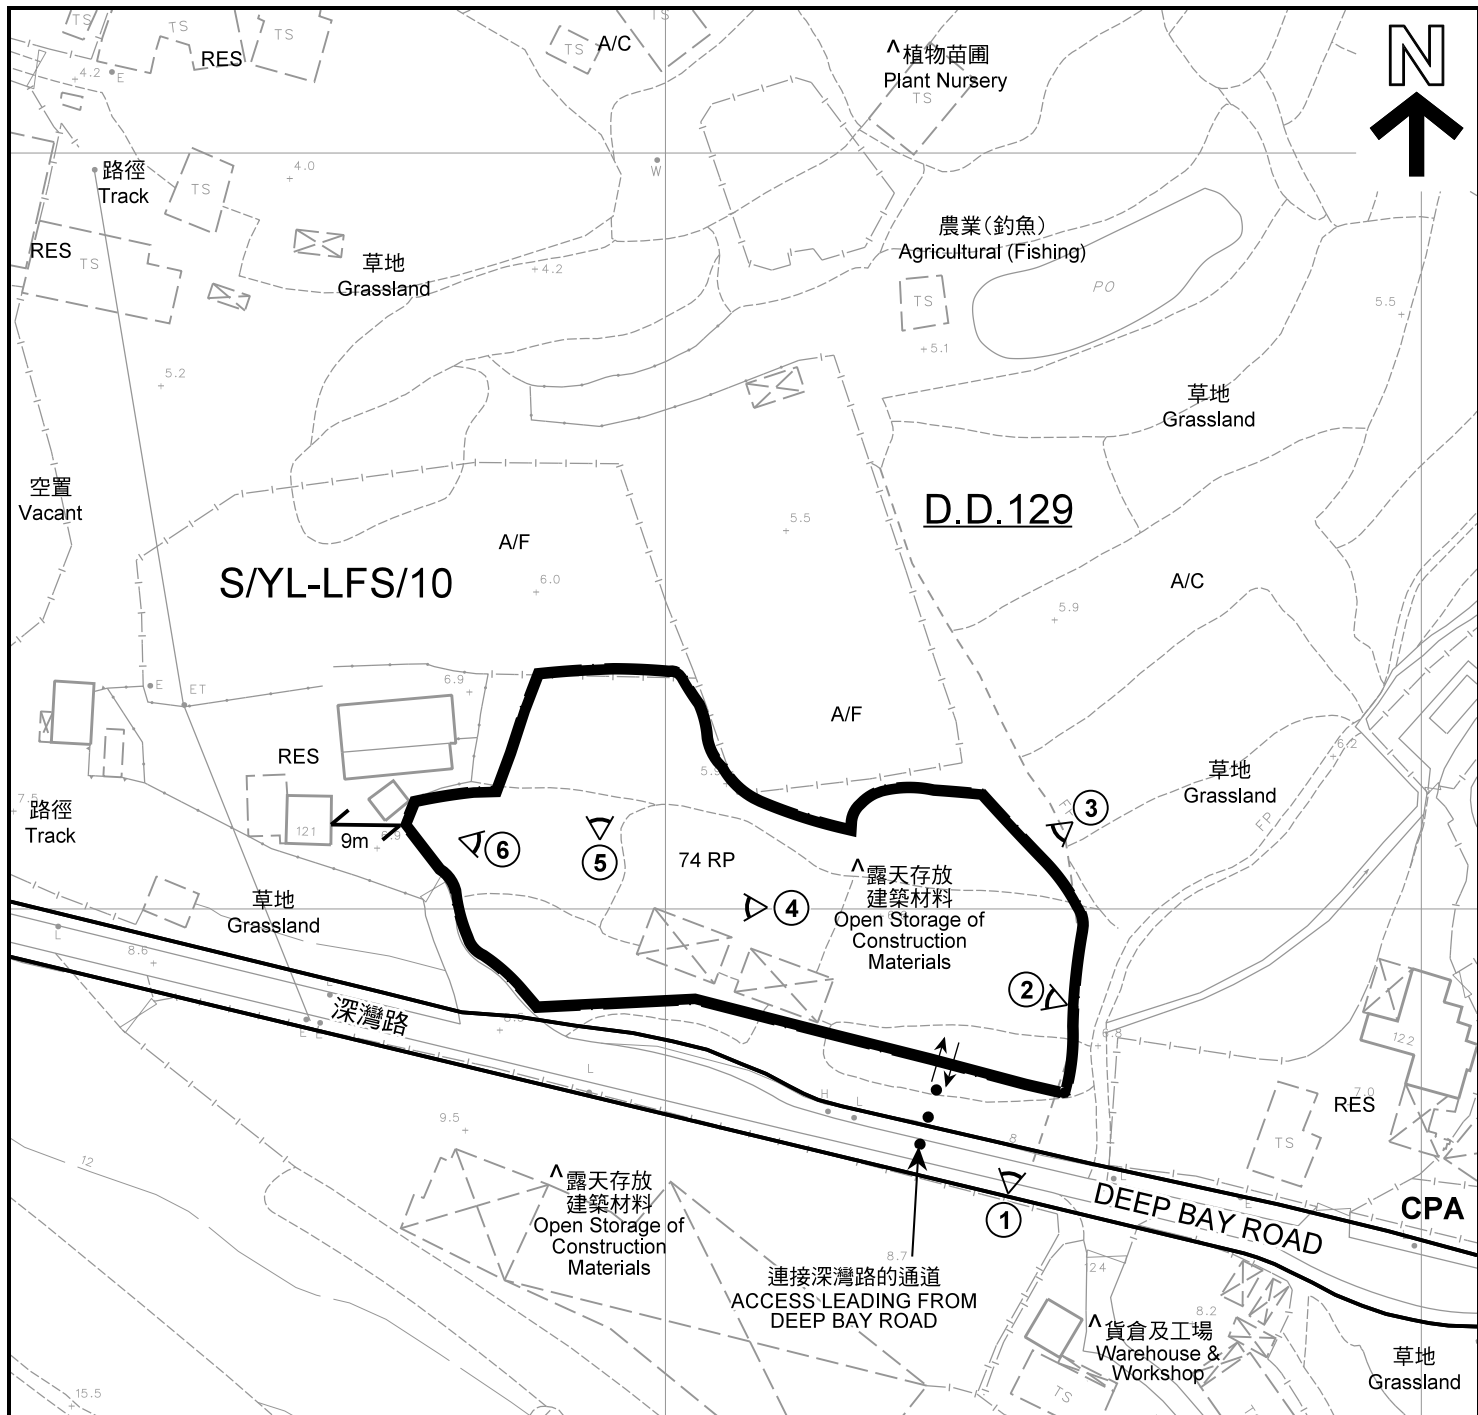 TS
TS
TS
TS
RES
A/C
TS
4.2
E
^植物苗圃
Plant Nursery
TS
N
路徑
Track
4.0
TS
W
RES
TS
草地
Grassland
4.2
農業(釣魚)
Agricultural (Fishing)
TS
PO
5.5
5.1
5.2
草地
Grassland
空置
Vacant
A/F
5.5
D.D.129
S/YL-LFS/10
6.0
A/C
5.9
E
ET
6.9
A/F
RES
6.2
草地
Grassland
7.5
路徑
Track
121
9m
6.9
6
5
74 RP
3
FP
4
^露天存放
建築材料
Open Storage of
Construction
Materials
草地
Grassland
L
8.6
2
深灣路
E
E
L
6.8
122
7.0
RES
TS
H
L
8
9.5
12
^露天存放
建築材料
Open Storage of
Construction
Materials
1
DEEP BAY ROAD
L
L
CPA
8.7
連接深灣路的通道
ACCESS LEADING FROM
DEEP BAY ROAD
124
8.2
^貨倉及工場
Warehouse &
Workshop
TS
草地
Grassland
15.5